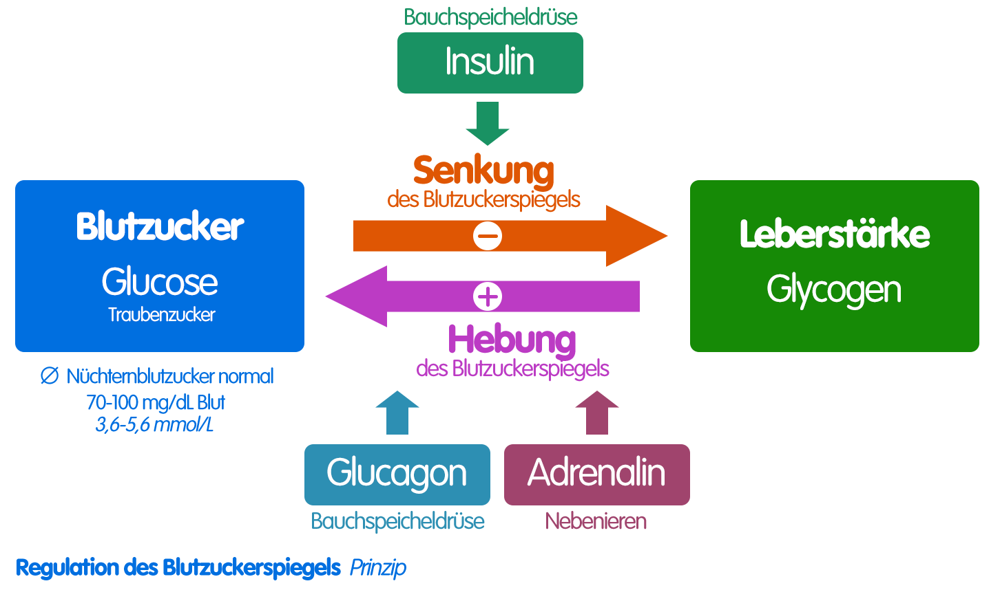 Bauchspeicheldrüse
Insulin
Senkung
des Blutzuckerspiegels
−
Blutzucker
Glucose
Traubenzucker
Leberstärke
Glycogen
+
Hebung
des Blutzuckerspiegels
∅ Nüchternblutzucker normal
70-100 mg/dL Blut
3,6-5,6 mmol/L
Glucagon
Bauchspeicheldrüse
Adrenalin
Nebenieren
Regulation des Blutzuckerspiegels Prinzip